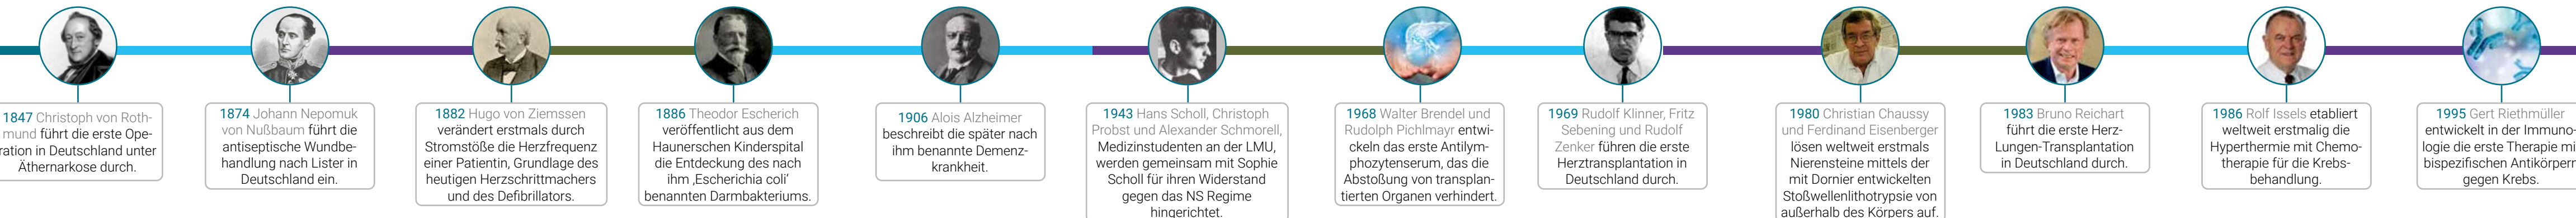 1847 Christoph von Roth-
mund führt die erste Ope-
ration in Deutschland unter
Äthernarkose durch.
1874 Johann Nepomuk
von Nußbaum führt die
antiseptische Wundbe-
handlung nach Lister in
Deutschland ein.
1882 Hugo von Ziemssen
verändert erstmals durch
Stromstöße die Herzfrequenz
einer Patientin, Grundlage des
heutigen Herzschrittmachers
und des Defibrillators.
1886 Theodor Escherich
veröffentlicht aus dem
Haunerschen Kinderspital
die Entdeckung des nach
ihm ‚Escherichia coli‘
benannten Darmbakteriums.
1906 Alois Alzheimer
beschreibt die später nach
ihm benannte Demenz-
krankheit.
1943 Hans Scholl, Christoph
Probst und Alexander Schmorell,
Medizinstudenten an der LMU,
werden gemeinsam mit Sophie
Scholl für ihren Widerstand
gegen das NS Regime
hingerichtet.
1968 Walter Brendel und
Rudolph Pichlmayr entwi-
ckeln das erste Antilym-
phozytenserum, das die
Abstoßung von transplan-
tierten Organen verhindert.
1969 Rudolf Klinner, Fritz
Sebening und Rudolf
Zenker führen die erste
Herztransplantation in
Deutschland durch.
1980 Christian Chaussy
und Ferdinand Eisenberger
lösen weltweit erstmals
Nierensteine mittels der
mit Dornier entwickelten
Stoßwellenlithotrypsie von
außerhalb des Körpers auf.
1983 Bruno Reichart
führt die erste Herz-
Lungen-Transplantation
in Deutschland durch.
1986 Rolf Issels etabliert
weltweit erstmalig die
Hyperthermie mit Chemo-
therapie für die Krebs-
behandlung.
1995 Gert Riethmüller
entwickelt in der Immuno-
logie die erste Therapie mi
bispezifischen Antikörpern
gegen Krebs.